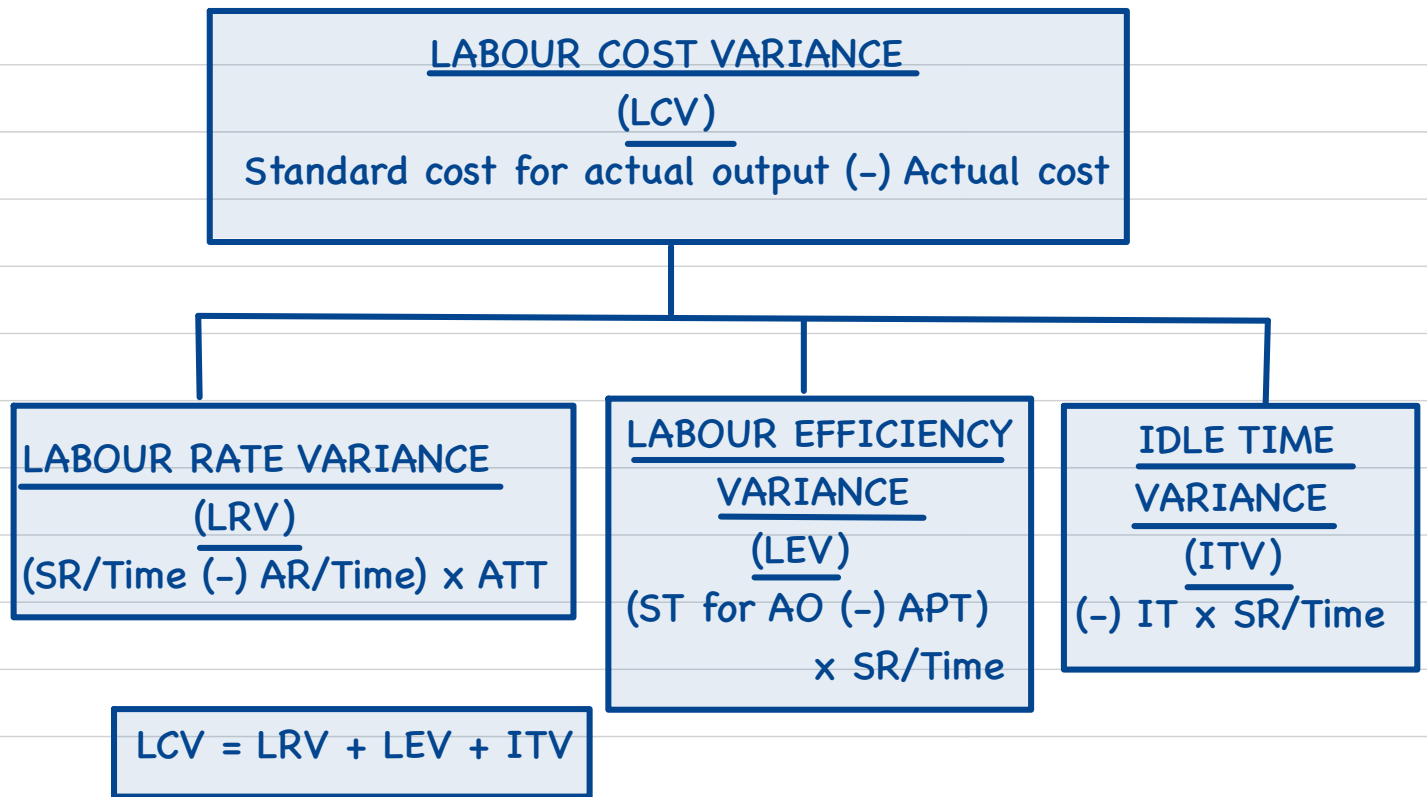 LABOUR COST VARIANCE
(LCV)
Standard cost for actual output (-) Actual cost
LABOUR RATE VARIANCE
(LRV)
(SR/Time (-) AR/Time) x ATT
LABOUR EFFICIENCY
VARIANCE
(LEV)
(ST for AO (-) APT)
x SR/Time
IDLE TIME
VARIANCE
(ITV)
(-) IT x SR/Time
LCV = LRV + LEV + ITV